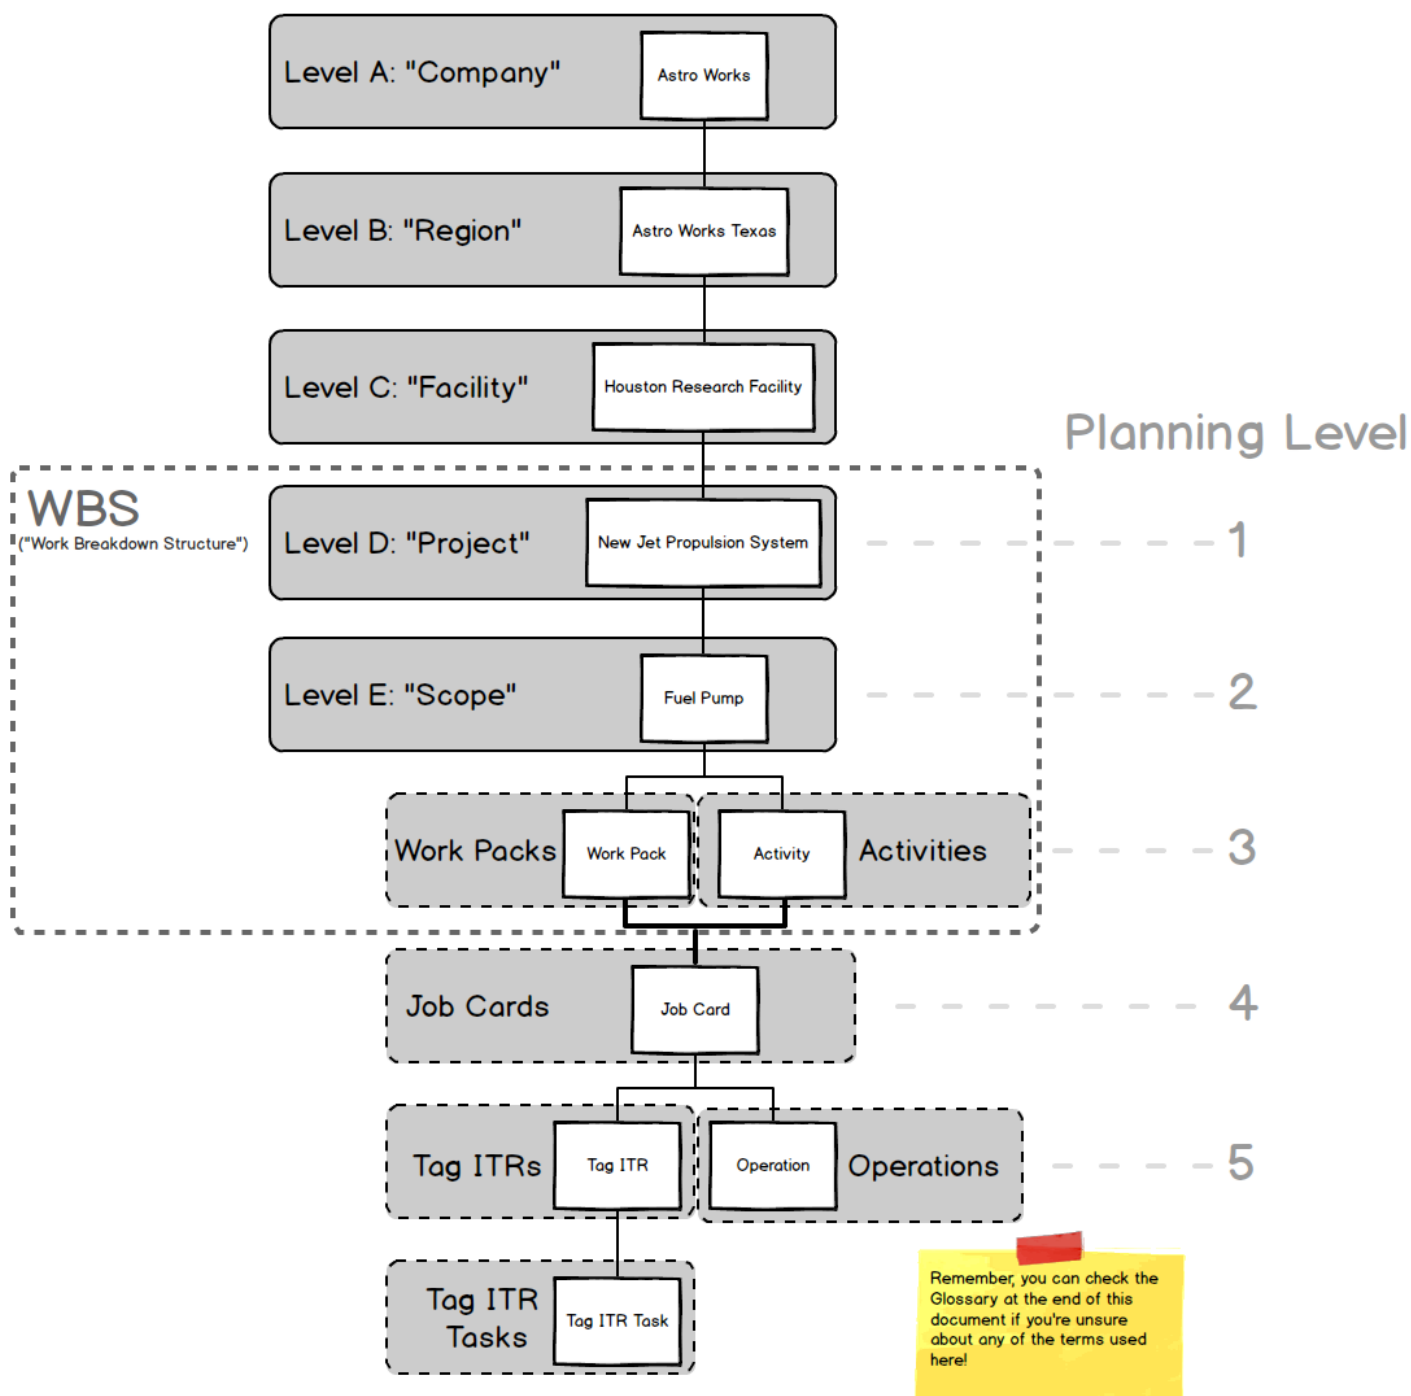 Level A: "Company"
Astro Works
Level B: "Region"
Astro Works Texas
Level C: "Facility"
Houston Research Facility
Planning Level
WBS
("Work Breakdown Structure")
Level D: "Project"
New Jet Propulsion System
1
Level E: "Scope"
Fuel Pump
2
Work Packs
Work Pack
Activity
Activities
3
Job Cards
Job Card
4
Tag ITRs
Tag ITR
Operation
Operations
5
Tag ITR
Tasks
Tag ITR Task
Remember, you can check the
Glossary at the end of this
document if you're unsure
about any of the terms used
here!